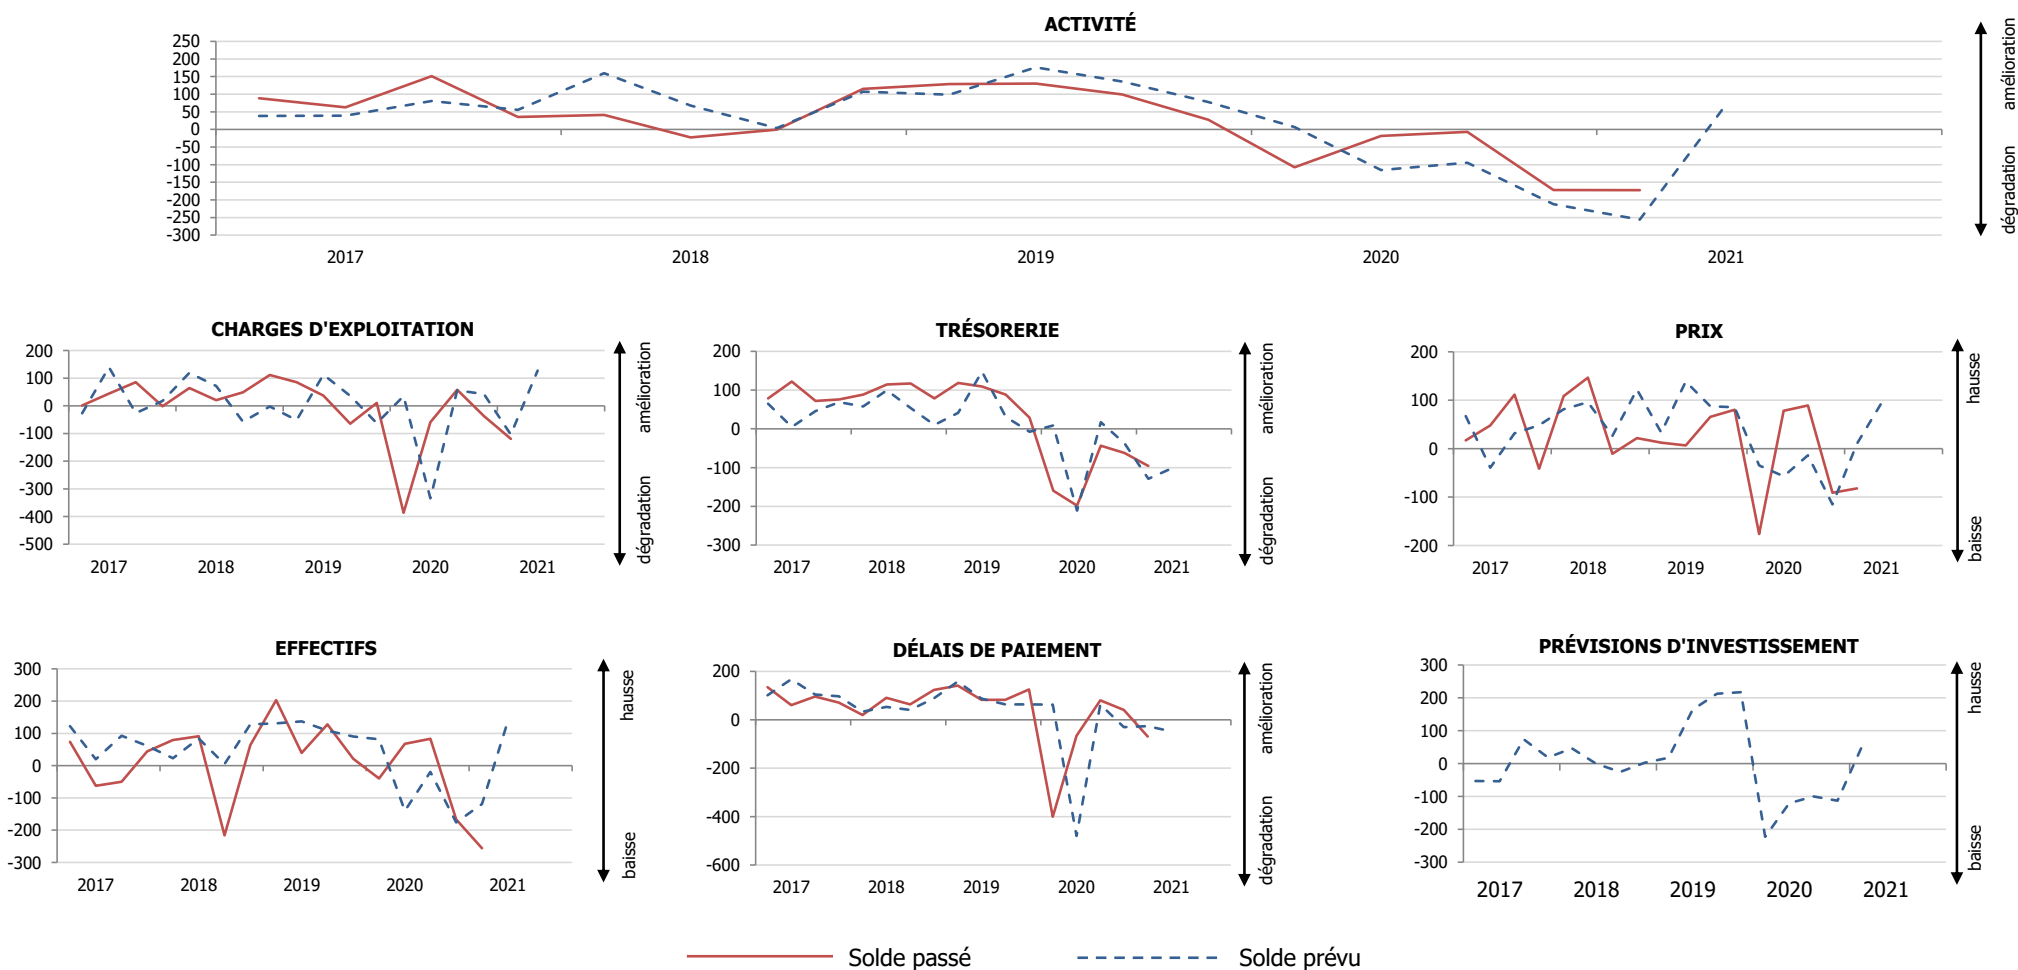 ACTIVITÉ
250
200
150
100
50
0
-50
-100
-150
-200
-250
-300
2017 2018 2019 2020 2021
amélioration
dégradation
CHARGES D'EXPLOITATION
200
100
0
-100
-200
-300
-400
-500
2017 2018 2019 2020 2021
amélioration
dégradation
TRÉSORERIE
200
100
0
-100
-200
-300
2017 2018 2019 2020 2021
amélioration
dégradation
PRIX
200
100
0
-100
-200
2017 2018 2019 2020 2021
hausse
baisse
EFFECTIFS
300
200
100
0
-100
-200
-300
2017 2018 2019 2020 2021
hausse
baisse
DÉLAIS DE PAIEMENT
200
0
-200
-400
-600
2017 2018 2019 2020 2021
amélioration
dégradation
PRÉVISIONS D'INVESTISSEMENT
300
200
100
0
-100
-200
-300
2017 2018 2019 2020 2021
hausse
baisse
Solde passé
Solde prévu